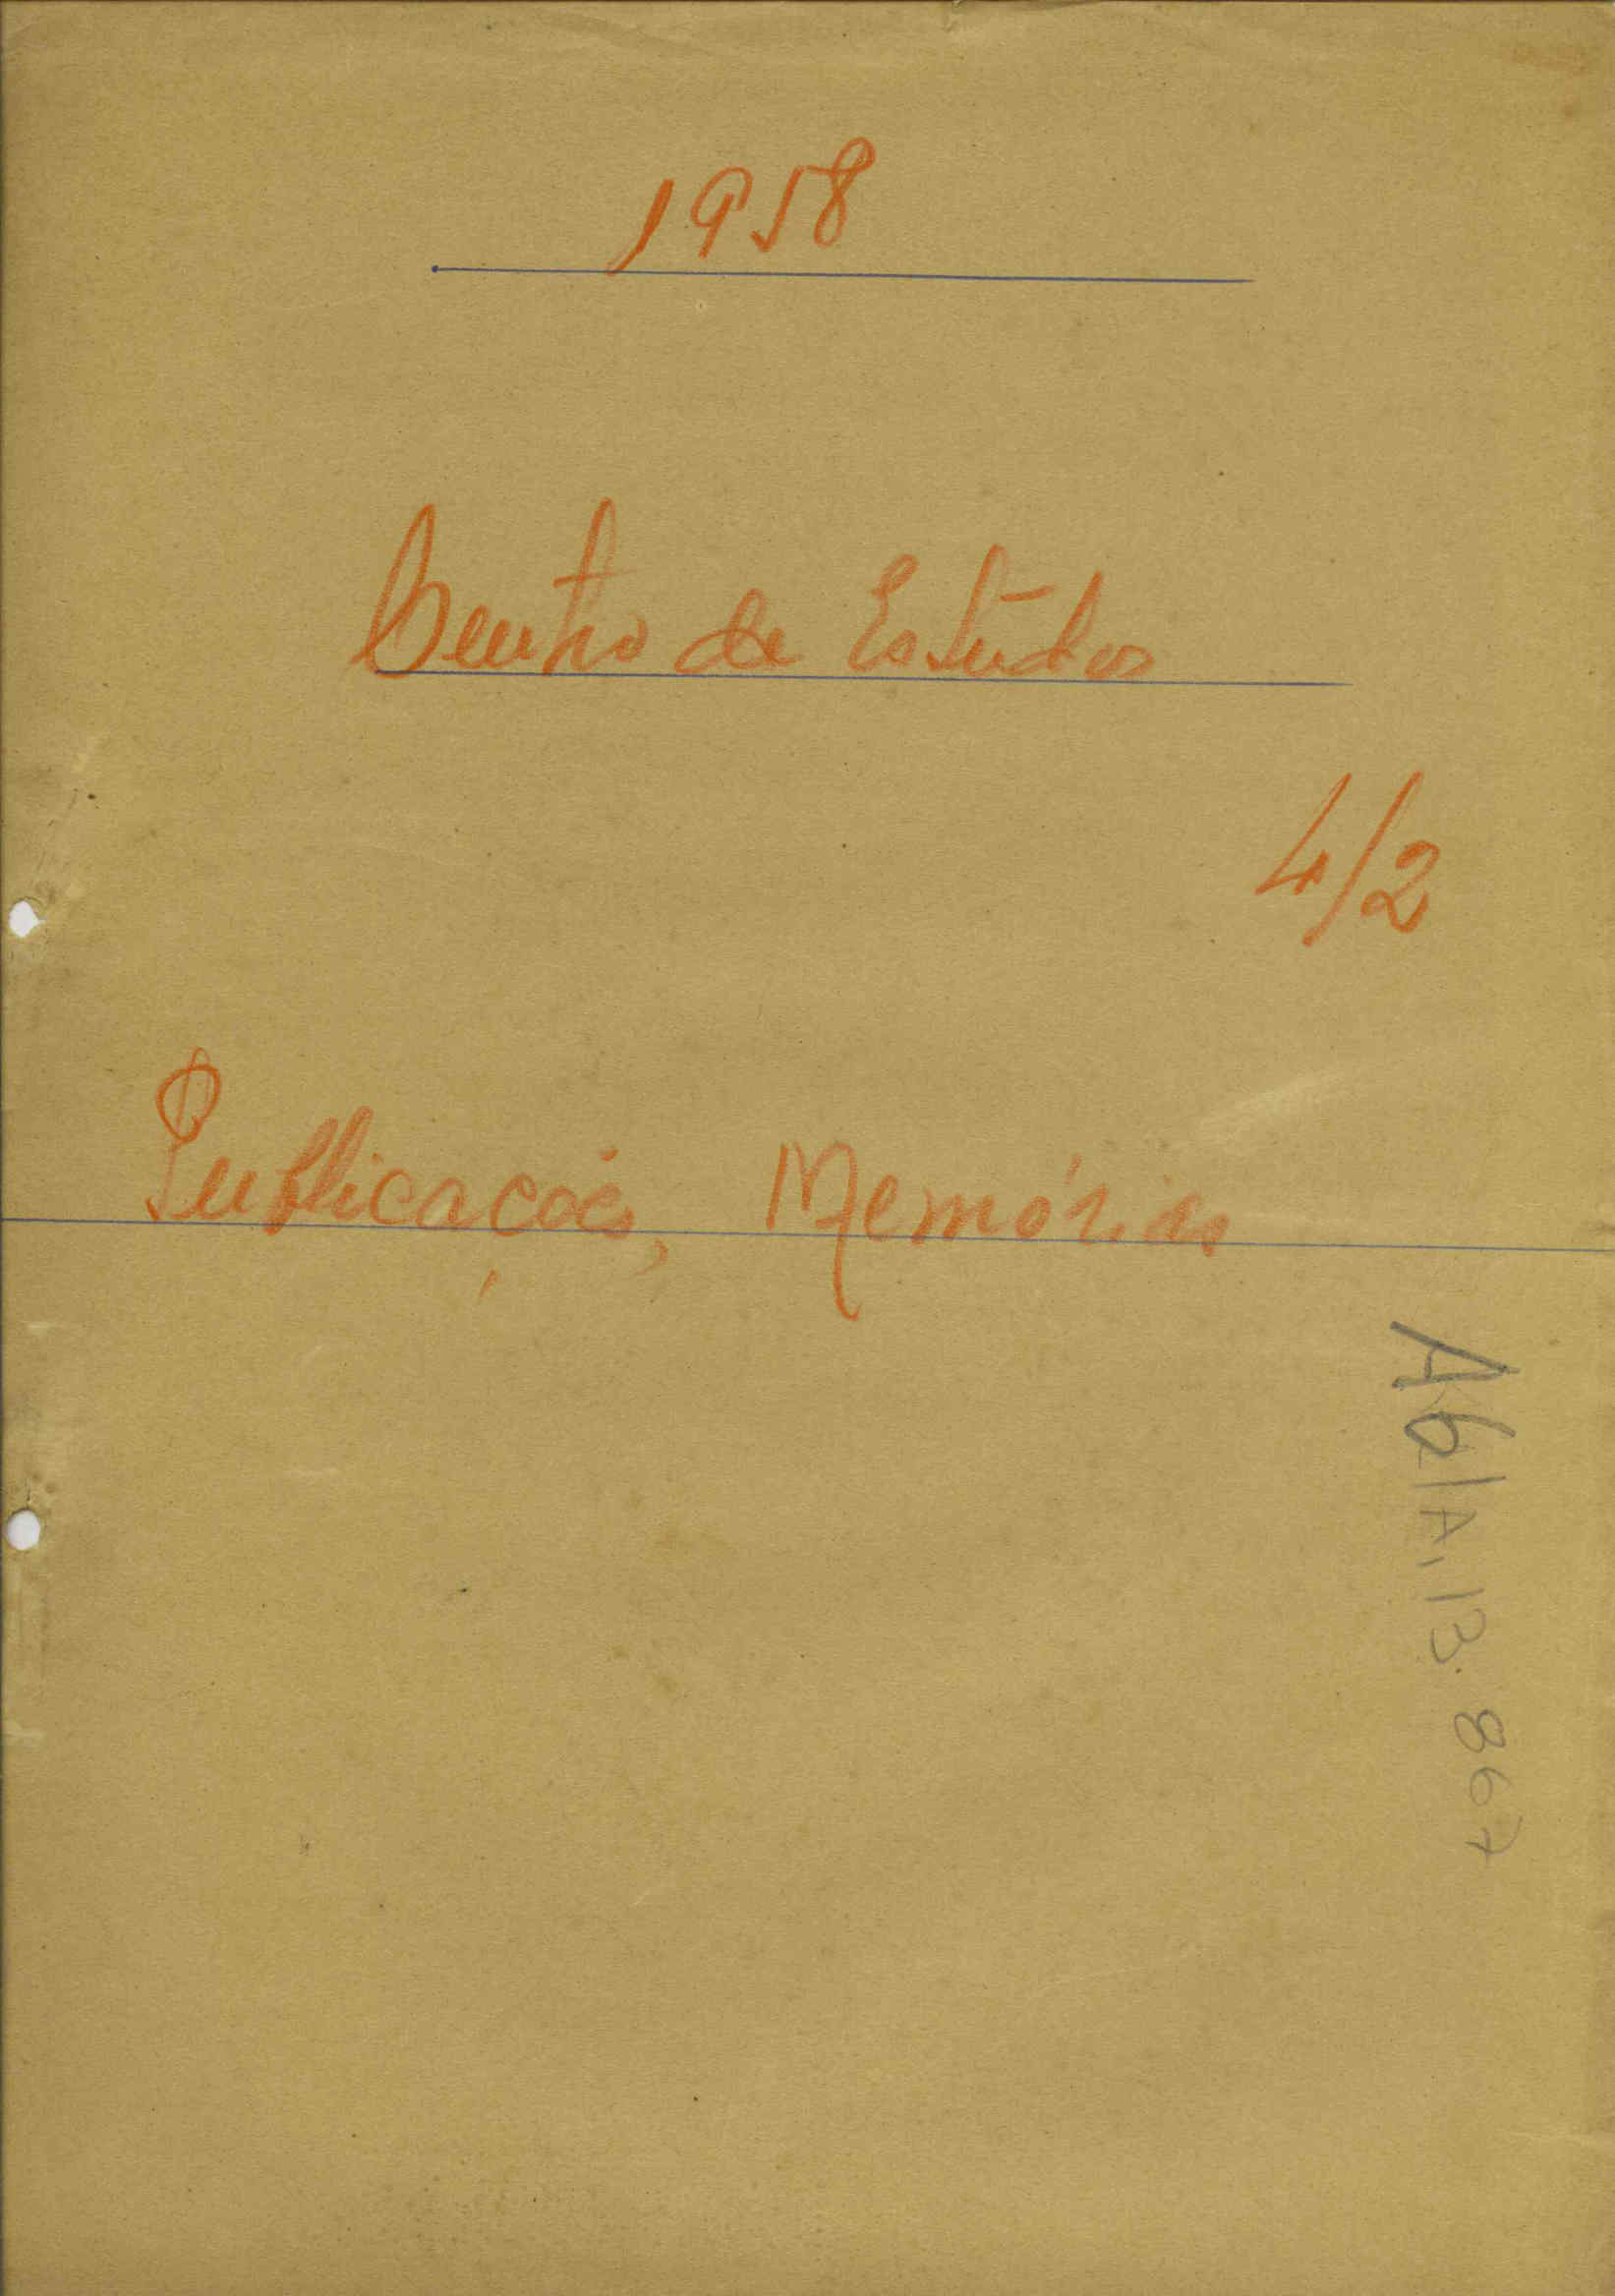 1958
Centro de Estudos
4/2
Publicações, Memórias
A6/A,13.867